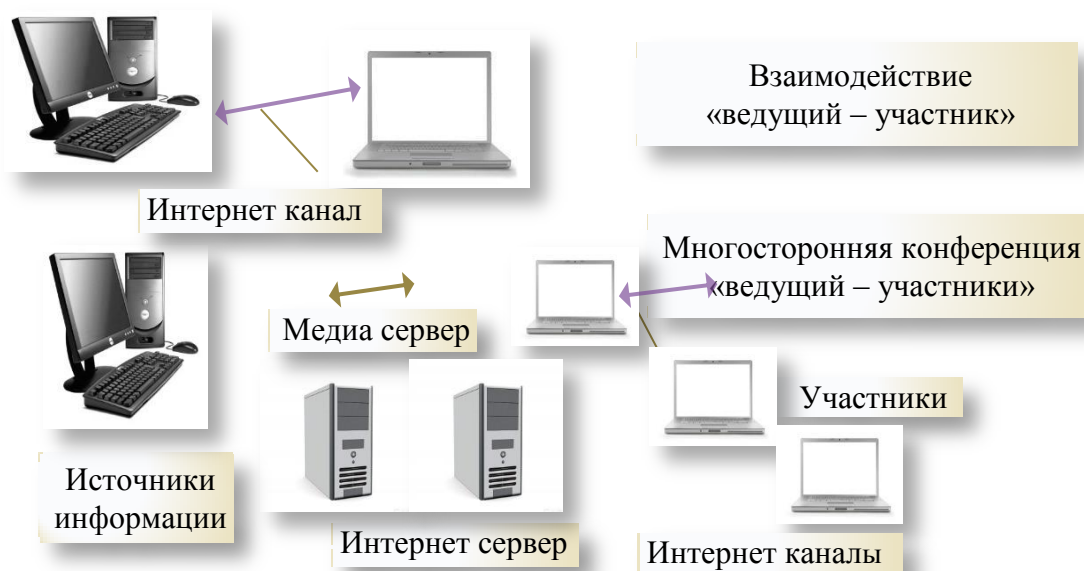 Взаимодействие
«ведущий – участник»
Интернет канал
Многосторонняя конференция
«ведущий – участники»
Медиа сервер
Участники
Источники
информации
Интернет сервер
Интернет каналы